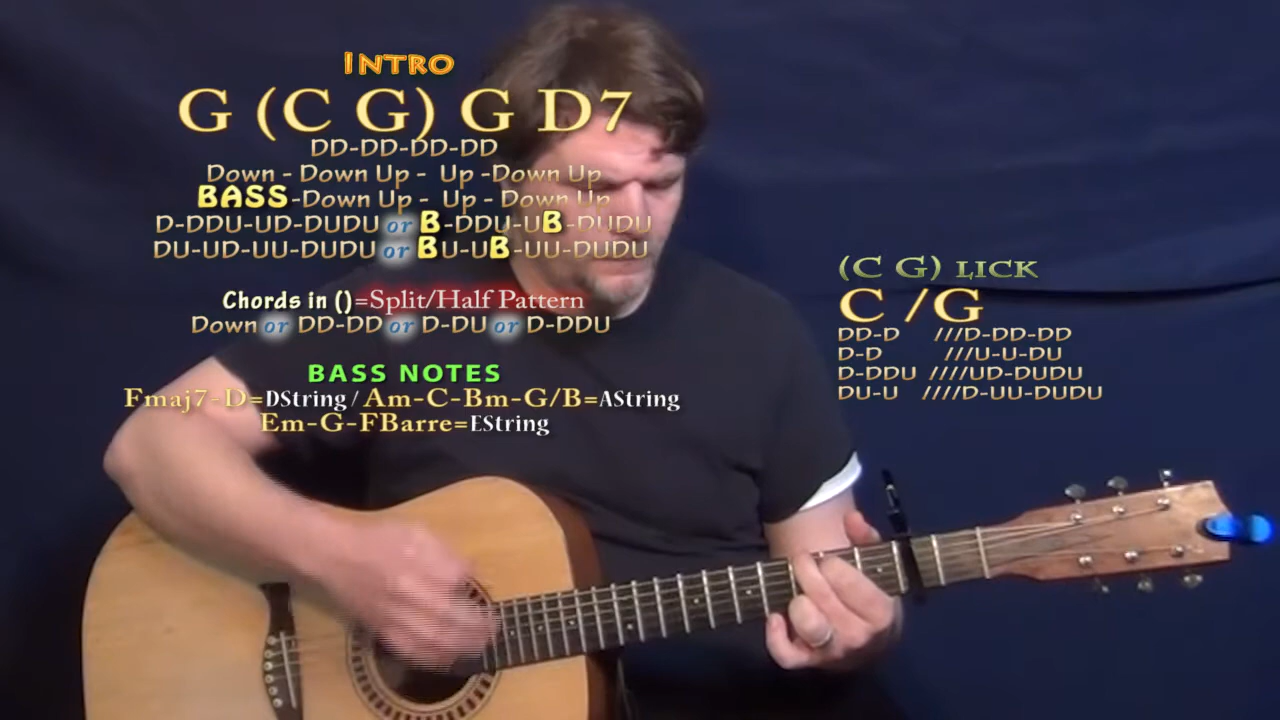 INTRO
G (C G) G D7
DD-DD-DD-DD
Down - Down Up - Up -Down Up
BASS-Down Up - Up - Down Up
D-DDU-UD-DUDU or B-DDU-UB-DUDU
DU-UD-UU-DUDU or BU-UB-UU-DUDU
Chords in ()=Split/Half Pattern
Down or DD-DD or D-DU or D-DDU
BASS NOTES
Fmaj7-D=DString / Am-C-Bm-G/B=AString
Em-G-FBarre=EString
(C G) LICK
C /G
DD-D ///D-DD-DD
D-D ///U-U-DU
D-DDU ////UD-DUDU
DU-U ////D-UU-DUDU